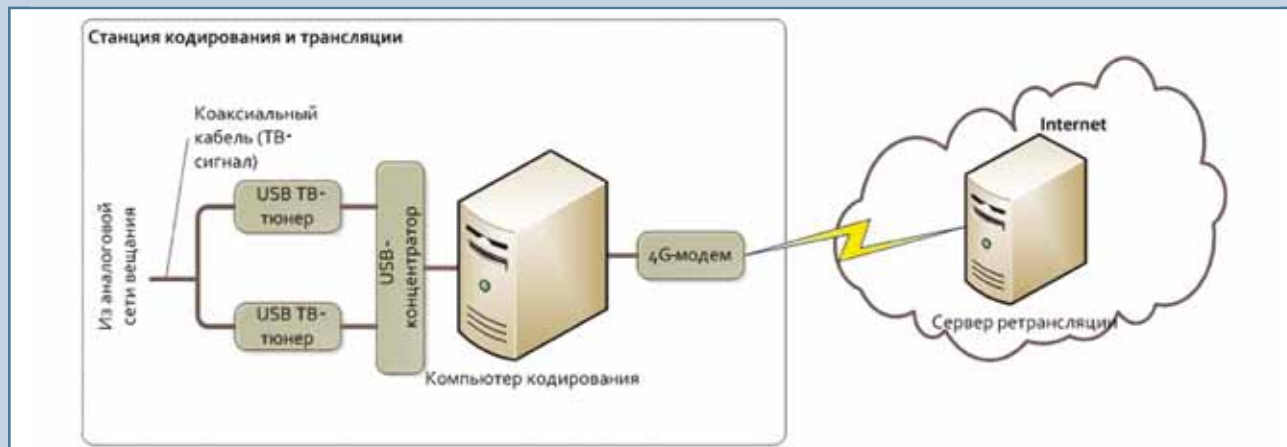 Станция кодирования и трансляции
Коаксиальный
кабель (ТВ-
сигнал)
Из аналоговой
сети вещания
USB ТВ-
тюнер
USB ТВ-
тюнер
USB-
концентратор
Компьютер кодирования
4G-модем
Internet
Сервер ретрансляции